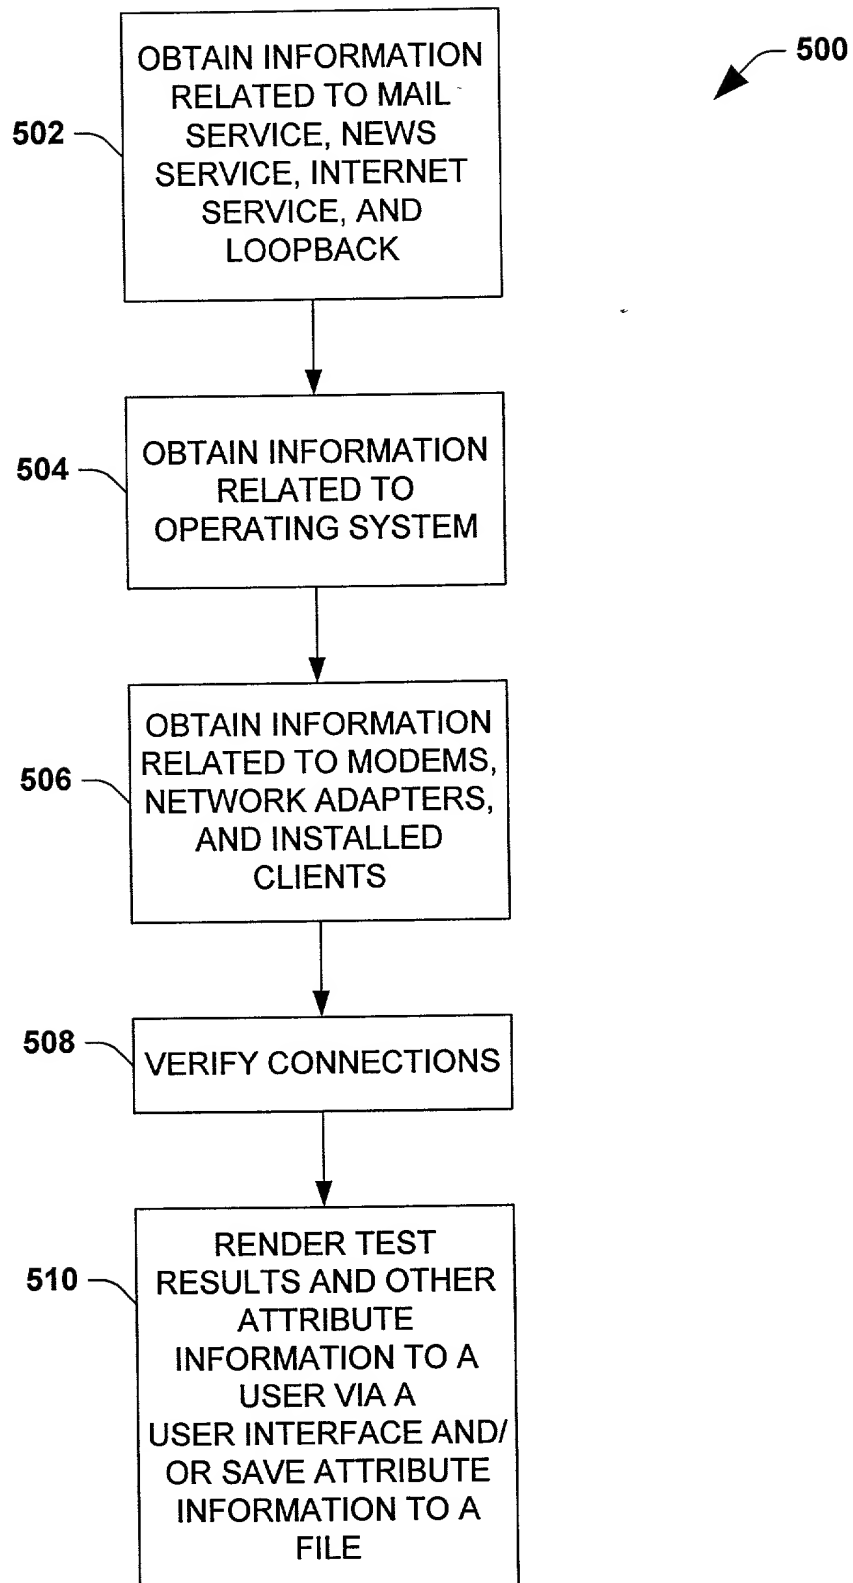 500
502
OBTAIN INFORMATION
RELATED TO MAIL
SERVICE, NEWS
SERVICE, INTERNET
SERVICE, AND
LOOPBACK
504
OBTAIN INFORMATION
RELATED TO
OPERATING SYSTEM
506
OBTAIN INFORMATION
RELATED TO MODEMS,
NETWORK ADAPTERS,
AND INSTALLED
CLIENTS
508
VERIFY CONNECTIONS
510
RENDER TEST
RESULTS AND OTHER
ATTRIBUTE
INFORMATION TO A
USER VIA A
USER INTERFACE AND/
OR SAVE ATTRIBUTE
INFORMATION TO A
FILE